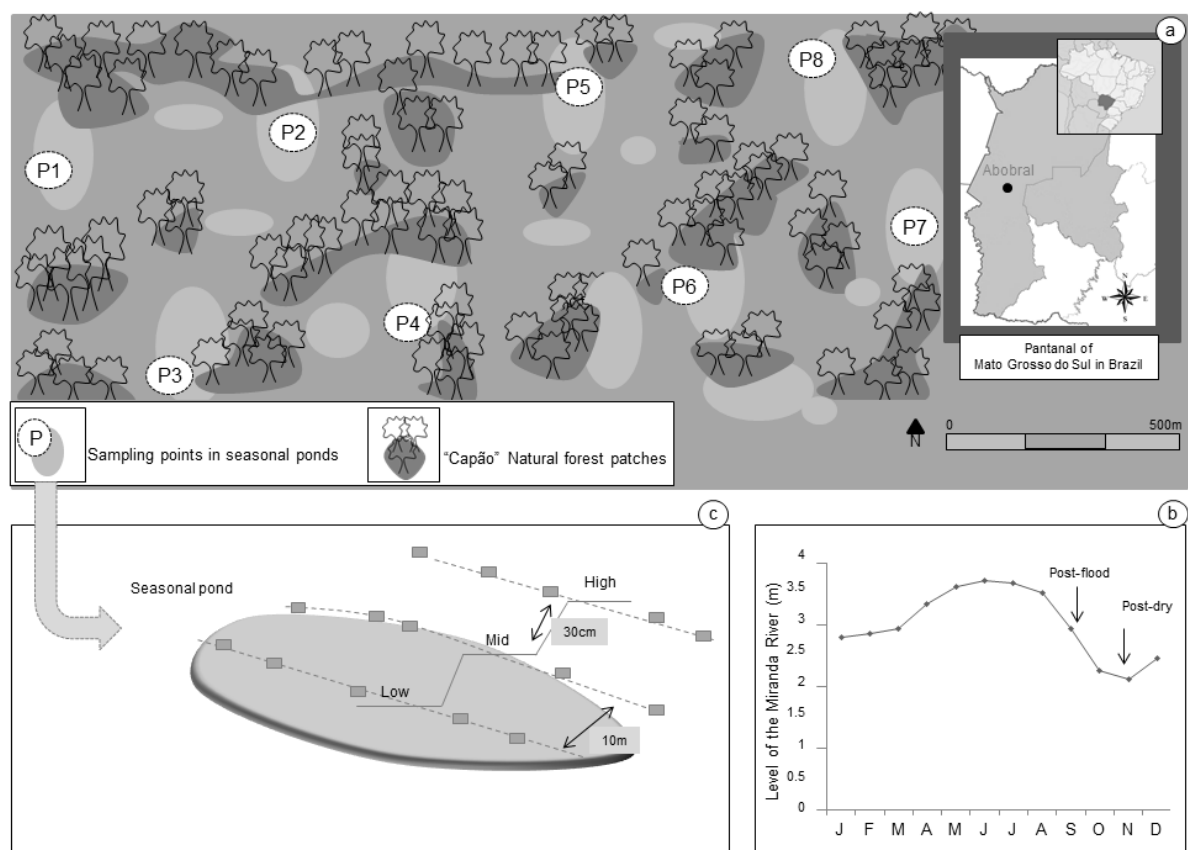 a
P1
P2
P3
P4
P5
P6
P7
P8
Abobral
N
W
E
S
Pantanal of
Mato Grosso do Sul in Brazil
P
Sampling points in seasonal ponds
“Capão” Natural forest patches
N
0
500m
c
Seasonal pond
High
30cm
Mid
Low
10m
b
Level of the Miranda River (m)
4
3.5
3
2.5
2
1.5
1
0.5
0
Post-flood
Post-dry
J F M A M J J A S O N D